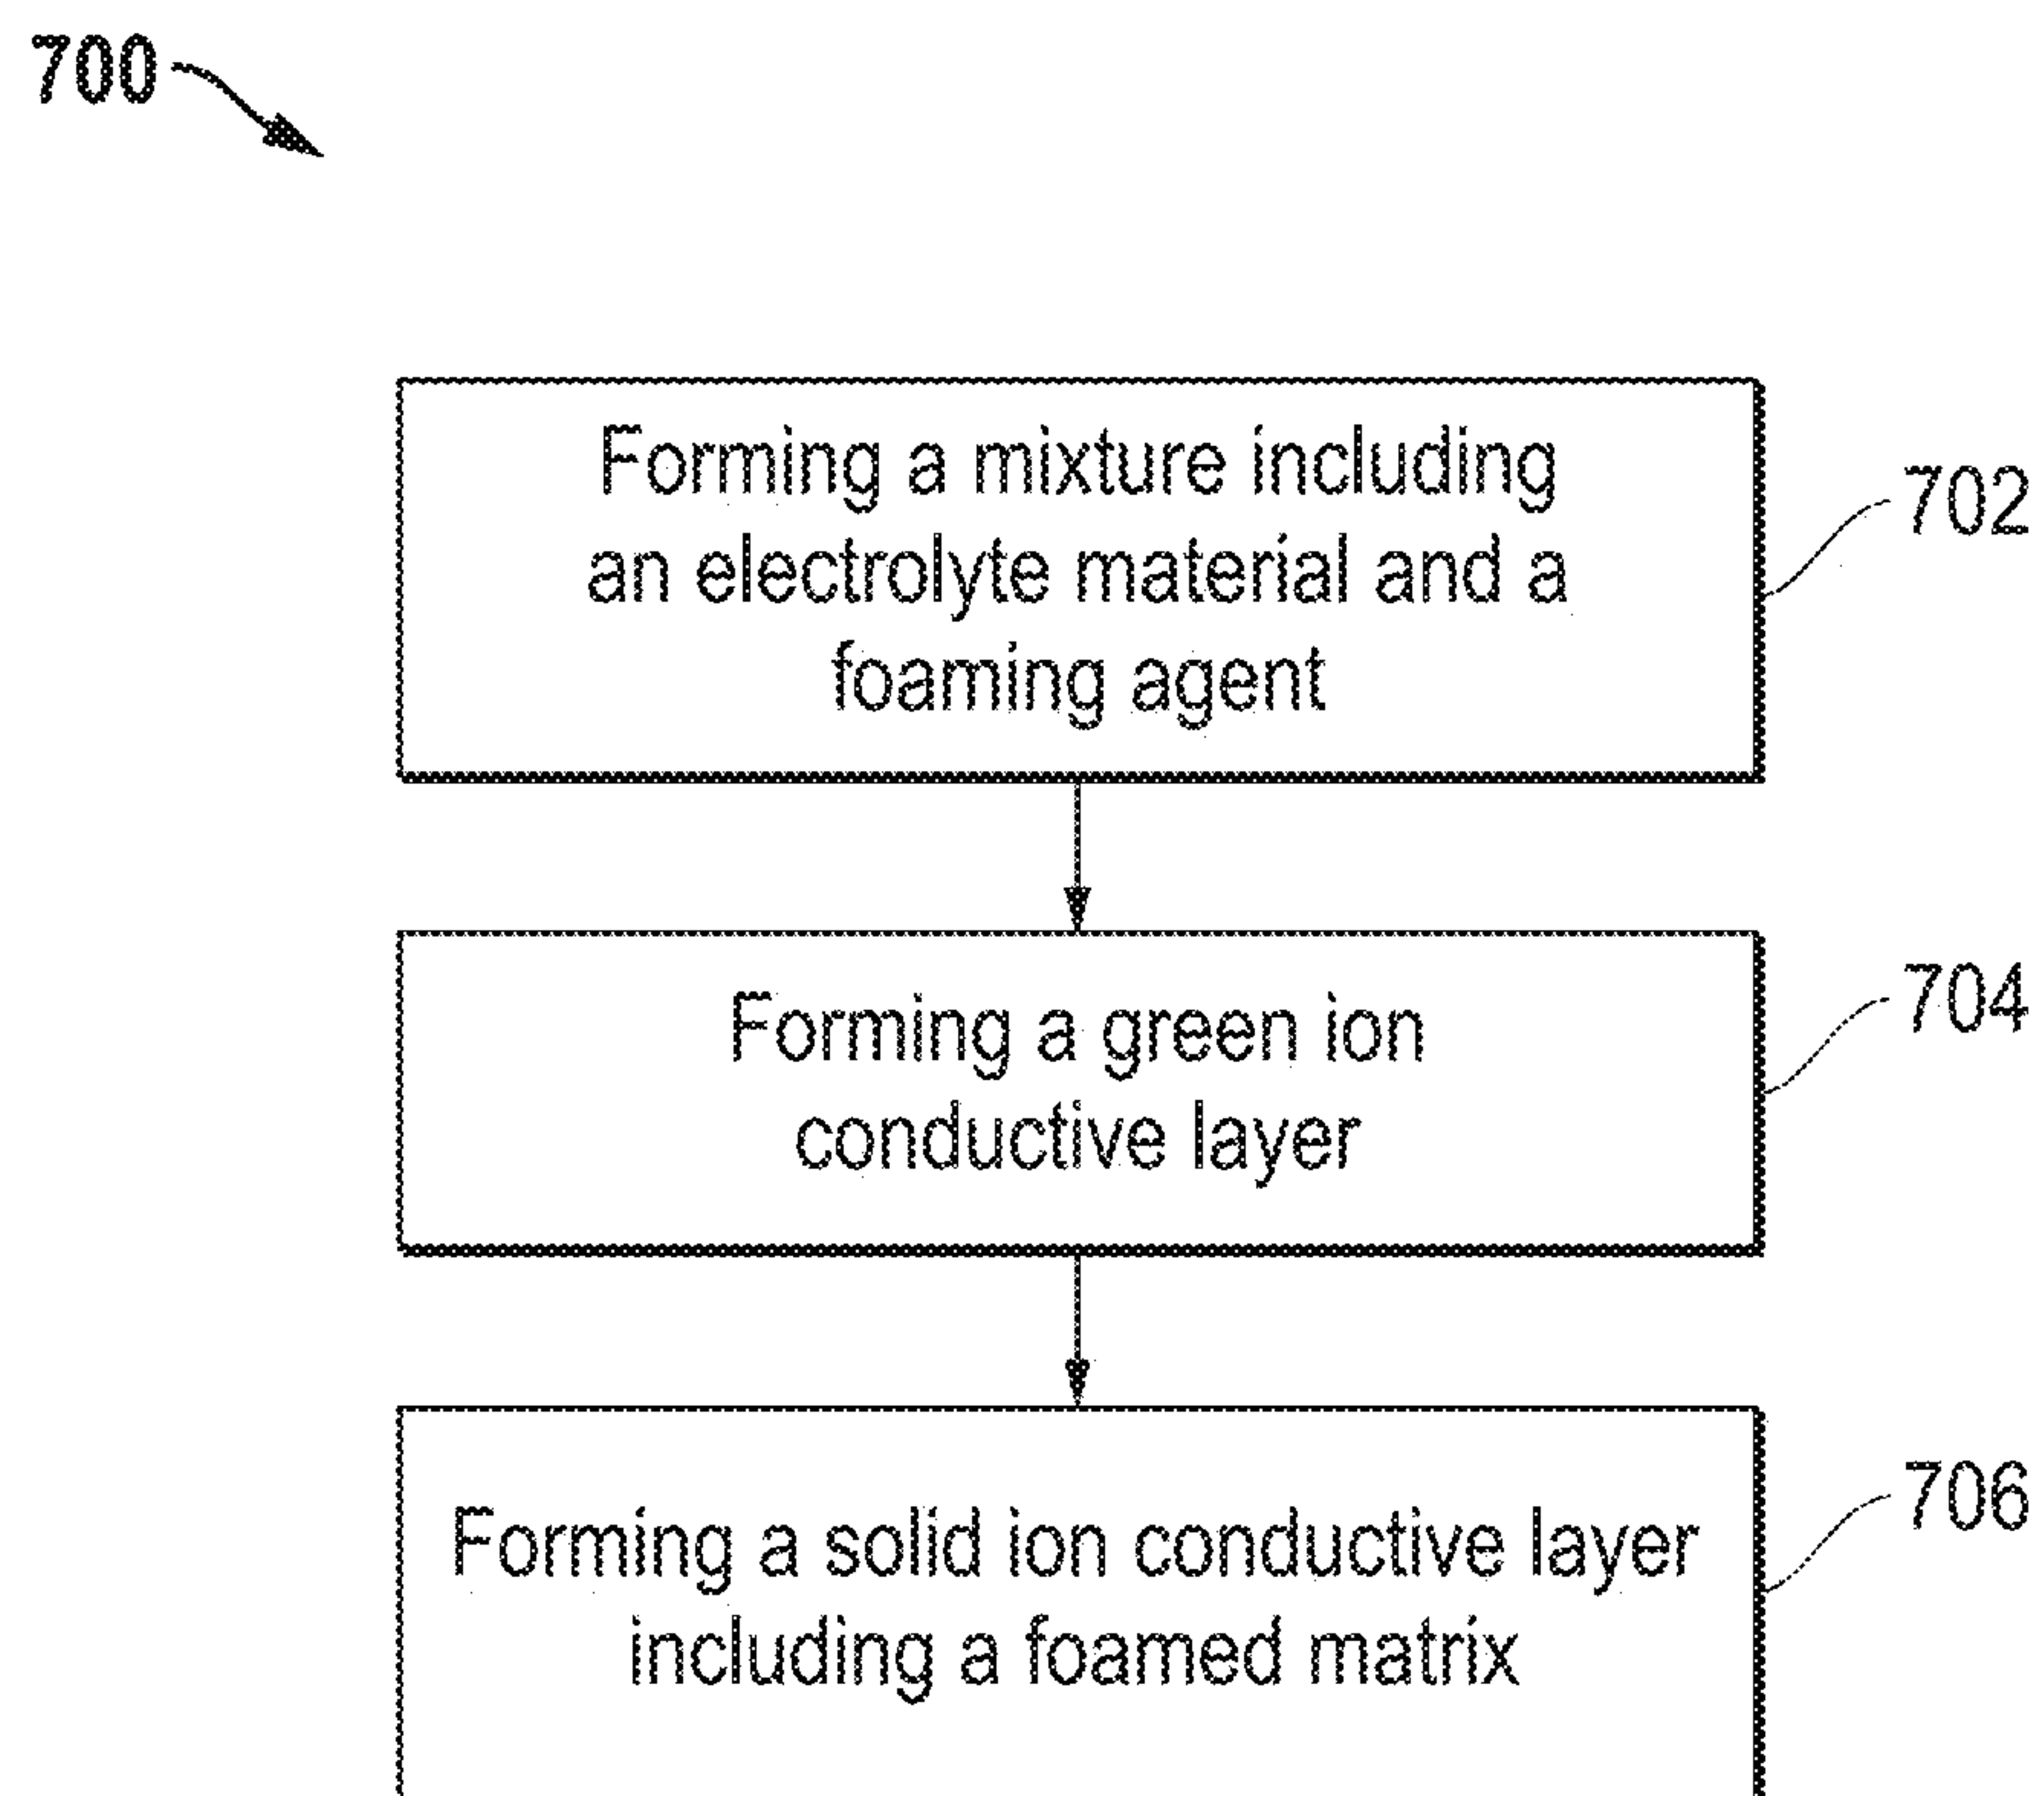 700
Forming a mixture including
an electrolyte material and a
foaming agent
702
Forming a green ion
conductive layer
704
Forming a solid ion conductive layer
including a foamed matrix
706